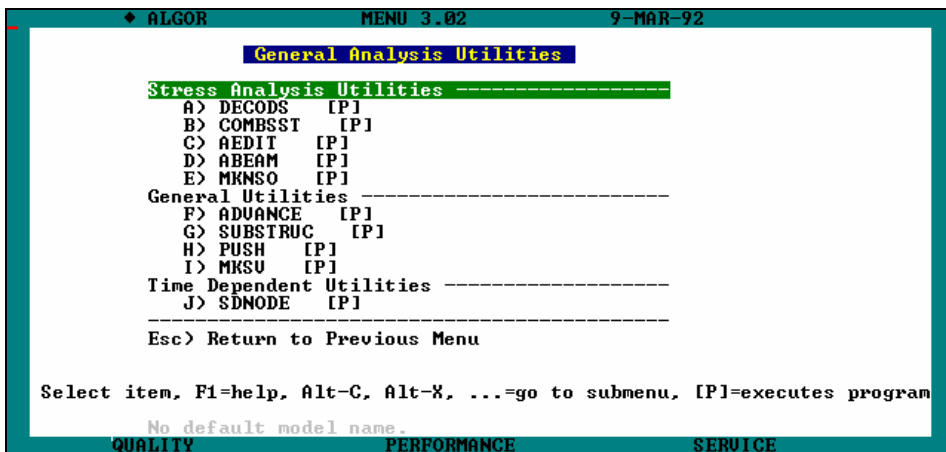 ◆ ALGOR MENU 3.02 9-MAR-92
General Analysis Utilities
Stress Analysis Utilities -------------------
A) DECODS [P]
B) COMBSST [P]
C) AEDIT [P]
D) ABEAM [P]
E) MKNSO [P]
General Utilities --------------------------
F) ADVANCE [P]
G) SUBSTRUC [P]
H) PUSH [P]
I) MKSV [P]
Time Dependent Utilities -------------------
J) SDNODE [P]
--------------------------------------------
Esc) Return to Previous Menu
Select item, F1=help, Alt-C, Alt-X, ...=go to submenu, [P]=executes program
No default model name.
QUALITY PERFORMANCE SERVICE